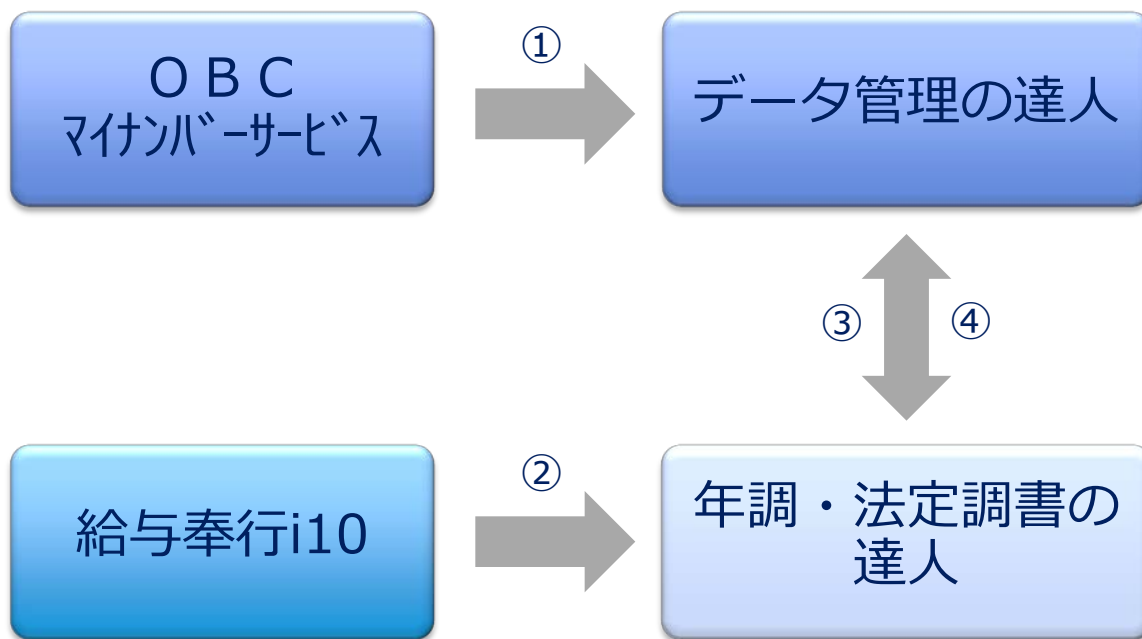 O B C
ﾏｲﾅﾝﾊﾞｰｻｰﾋﾞｽ
①
データ管理の達人
③
④
給与奉行i10
②
年調・法定調書の
達人